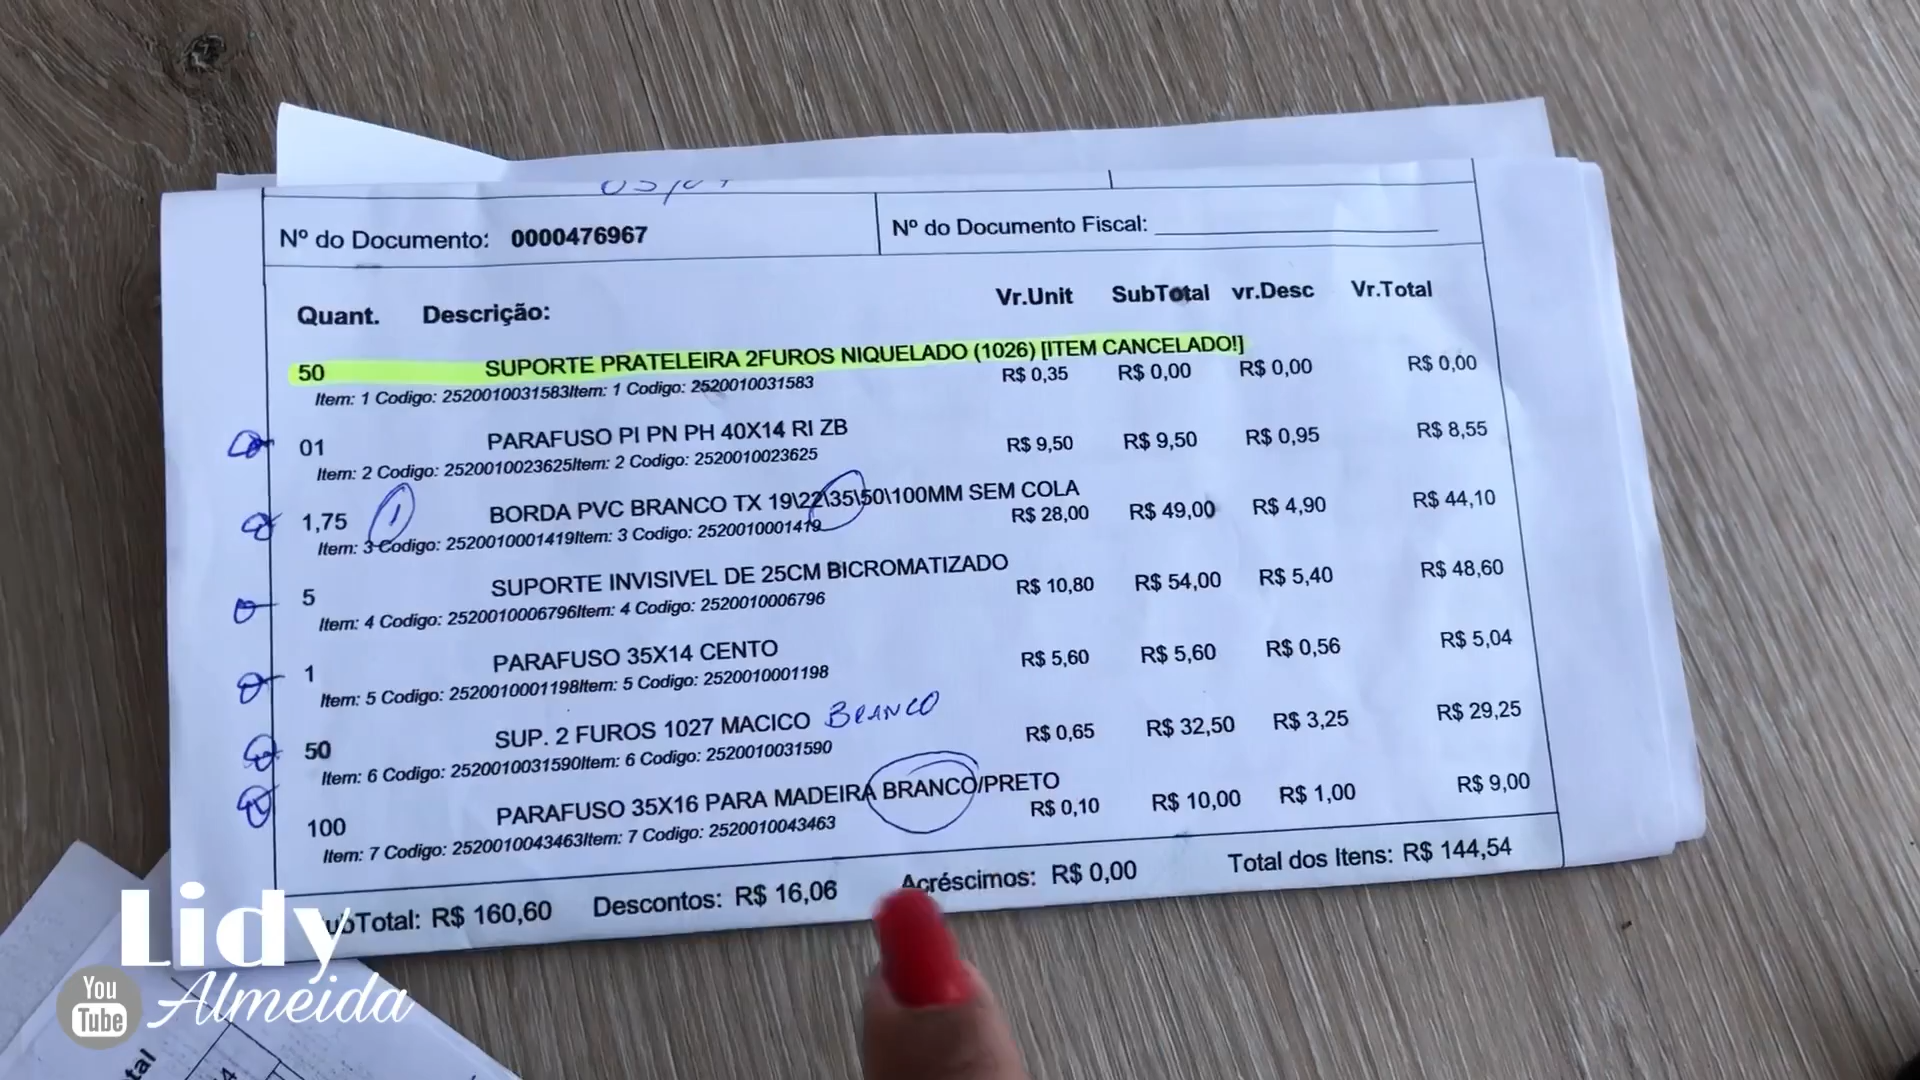 Nº do Documento: 0000476967 Nº do Documento Fiscal:
Quant. Descrição: Vr.Unit SubTotal vr.Desc Vr.Total
50 SUPORTE PRATELEIRA 2FUROS NIQUELADO (1026) [ITEM CANCELADO!]
Item: 1 Codigo: 2520010031583Item: 1 Codigo: 2520010031583 R$ 0,35 R$ 0,00 R$ 0,00 R$ 0,00
01 PARAFUSO PI PN PH 40X14 RI ZB
Item: 2 Codigo: 2520010023625Item: 2 Codigo: 2520010023625 R$ 9,50 R$ 9,50 R$ 0,95 R$ 8,55
1,75 1 BORDA PVC BRANCO TX 19\22\35\50\100MM SEM COLA
Item: 3 Codigo: 2520010001419Item: 3 Codigo: 2520010001419 R$ 28,00 R$ 49,00 R$ 4,90 R$ 44,10
5 SUPORTE INVISIVEL DE 25CM BICROMATIZADO
Item: 4 Codigo: 2520010006796Item: 4 Codigo: 2520010006796 R$ 10,80 R$ 54,00 R$ 5,40 R$ 48,60
1 PARAFUSO 35X14 CENTO
Item: 5 Codigo: 2520010001198Item: 5 Codigo: 2520010001198 R$ 5,60 R$ 5,60 R$ 0,56 R$ 5,04
50 SUP. 2 FUROS 1027 MACICO BRANCO
Item: 6 Codigo: 2520010031590Item: 6 Codigo: 2520010031590 R$ 0,65 R$ 32,50 R$ 3,25 R$ 29,25
100 PARAFUSO 35X16 PARA MADEIRA BRANCO/PRETO
Item: 7 Codigo: 2520010043463Item: 7 Codigo: 2520010043463 R$ 0,10 R$ 10,00 R$ 1,00 R$ 9,00
ubTotal: R$ 160,60 Descontos: R$ 16,06 Acréscimos: R$ 0,00 Total dos Itens: R$ 144,54
Lidy
Almeida
You
Tube
tal